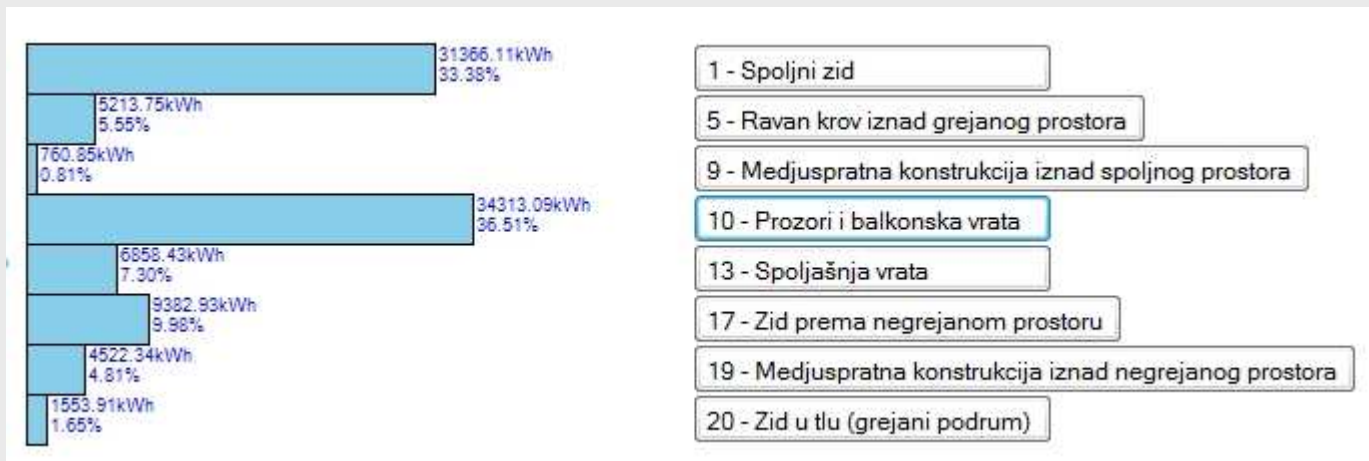 31366.11kWh
33.38%
1 - Spoljni zid
5213.75kWh
5.55%
5 - Ravan krov iznad grejanog prostora
760.85kWh
0.81%
9 - Medjuspratna konstrukcija iznad spoljnog prostora
34313.09kWh
36.51%
10 - Prozori i balkonska vrata
6858.43kWh
7.30%
13 - Spoljašnja vrata
9382.93kWh
9.98%
17 - Zid prema negrejanom prostoru
4522.34kWh
4.81%
19 - Medjuspratna konstrukcija iznad negrejanog prostora
1553.91kWh
1.65%
20 - Zid u tlu (grejani podrum)